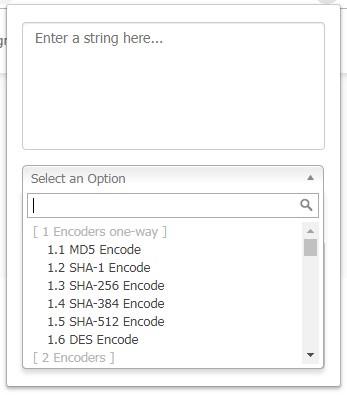 Enter a string here...
Select an Option
[ 1 Encoders one-way ]
1.1 MD5 Encode
1.2 SHA-1 Encode
1.3 SHA-256 Encode
1.4 SHA-384 Encode
1.5 SHA-512 Encode
1.6 DES Encode
[ 2 Encoders ]